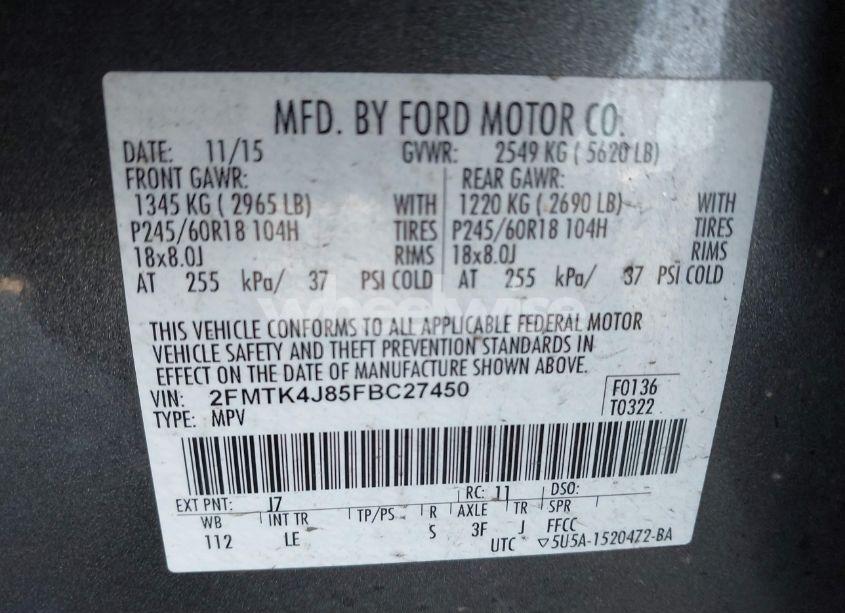 MFD. BY FORD MOTOR CO.
DATE: 11/15 GVWR: 2549 KG ( 5620 LB)
FRONT GAWR: REAR GAWR:
1345 KG ( 2965 LB) WITH 1220 KG ( 2690 LB) WITH
P245/60R18 104H TIRES P245/60R18 104H TIRES
18x8.0J RIMS 18x8.0J RIMS
AT 255 kPa/ 37 PSI COLD AT 255 kPa/ 37 PSI COLD
wheelwise
THIS VEHICLE CONFORMS TO ALL APPLICABLE FEDERAL MOTOR
VEHICLE SAFETY AND THEFT PREVENTION STANDARDS IN
EFFECT ON THE DATE OF MANUFACTURE SHOWN ABOVE.
VIN: 2FMTK4J85FBC27450 F0136
TYPE: MPV T0322
EXT PNT: J7 RC: 11 DSO:
WB INT TR TP/PS R AXLE TR SPR
112 LE S 3F J FFCC
UTC ▽5U5A-1520472-BA